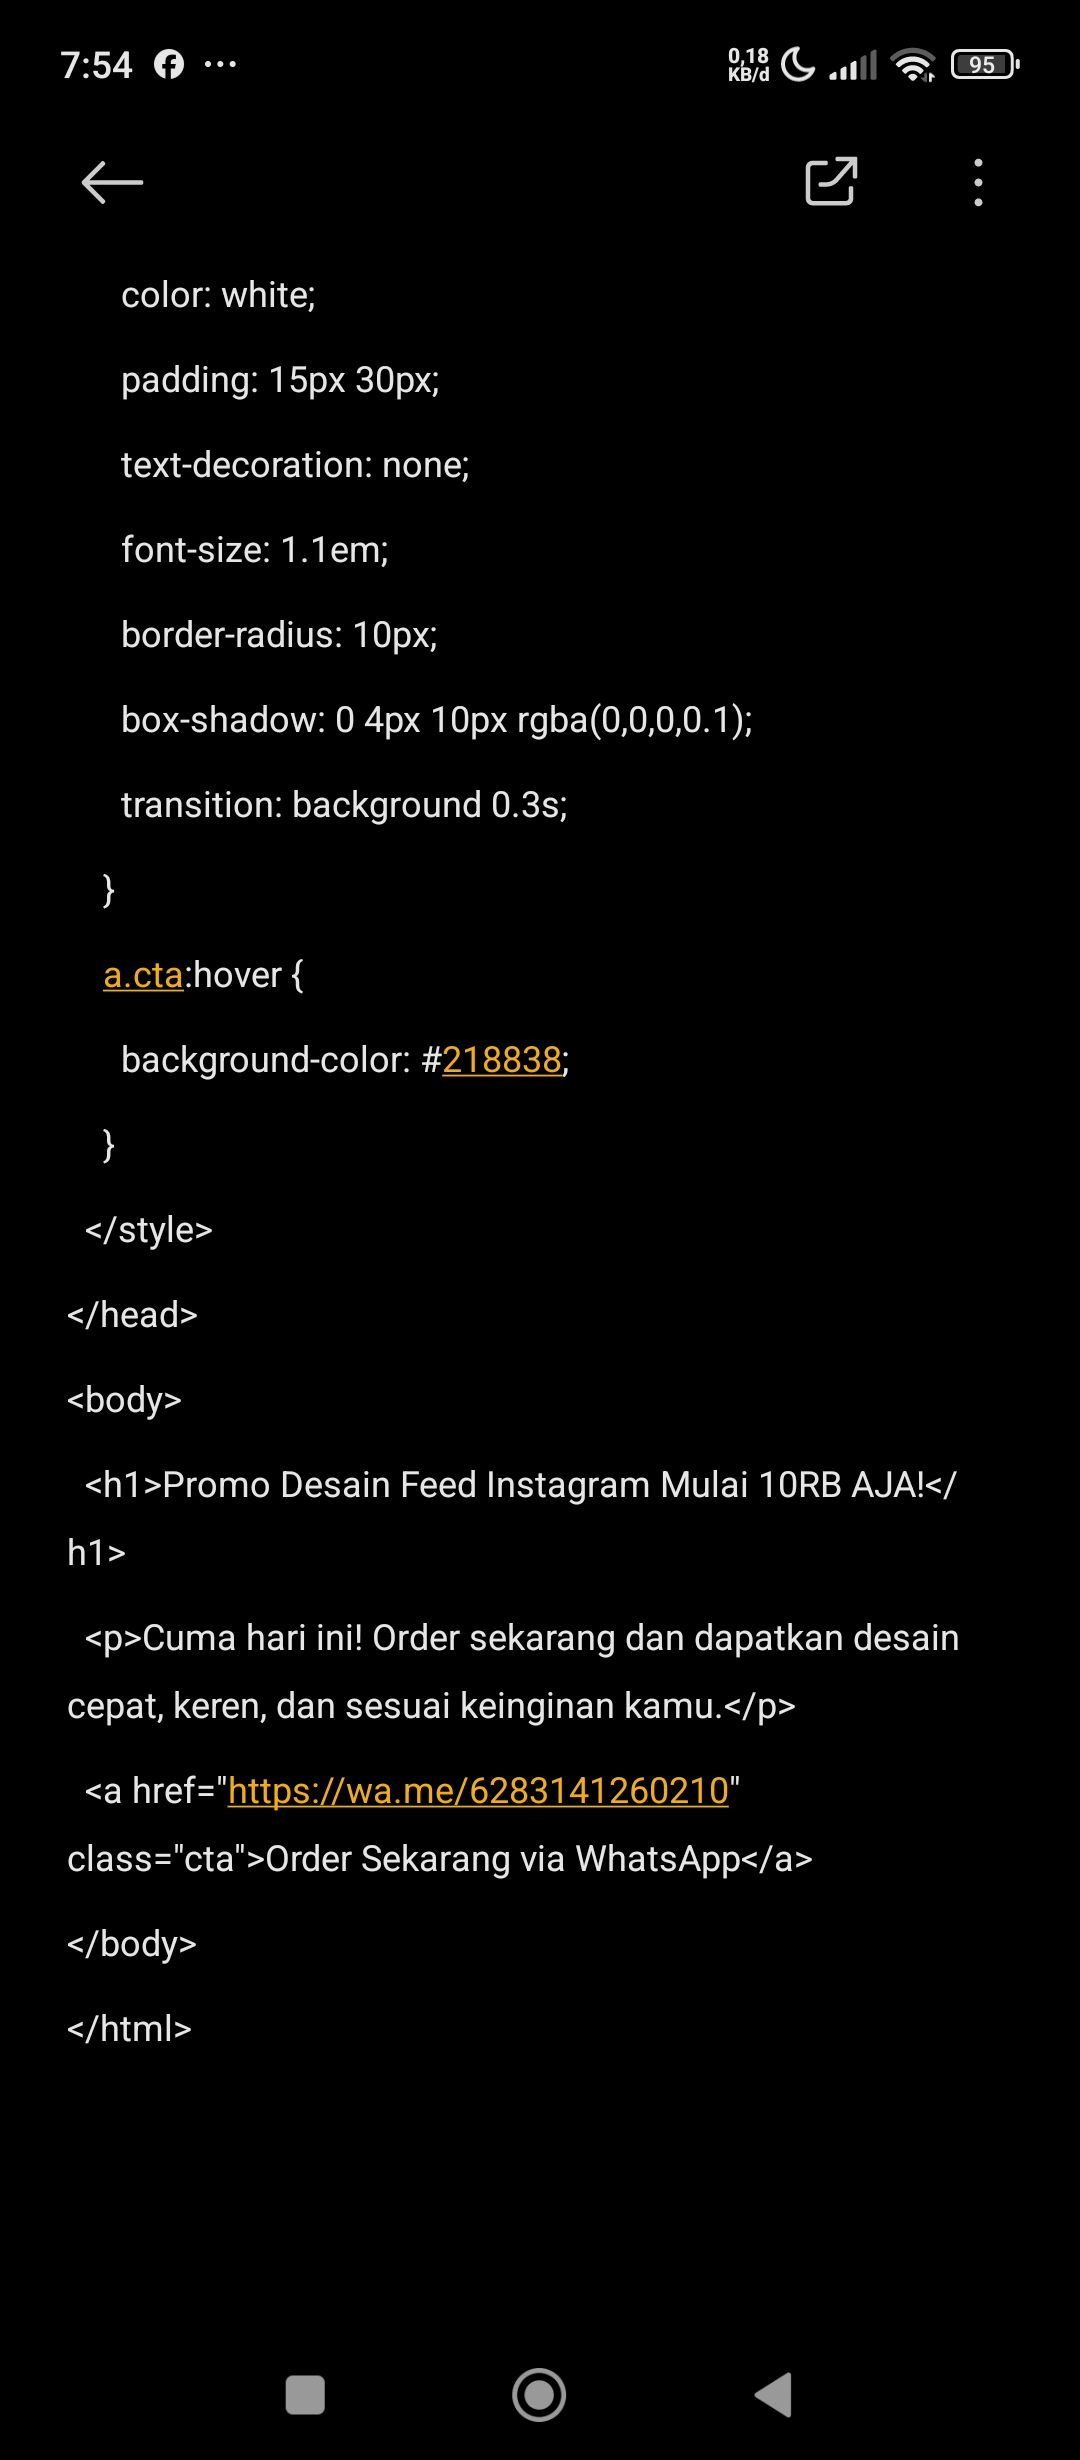 7:54
0,18
KB/d
95
color: white;
padding: 15px 30px;
text-decoration: none;
font-size: 1.1em;
border-radius: 10px;
box-shadow: 0 4px 10px rgba(0,0,0,0.1);
transition: background 0.3s;
}
a.cta:hover {
background-color: #218838;
}
</style>
</head>
<body>
<h1>Promo Desain Feed Instagram Mulai 10RB AJA!</
h1>
<p>Cuma hari ini! Order sekarang dan dapatkan desain
cepat, keren, dan sesuai keinginan kamu.</p>
<a href="https://wa.me/6283141260210"
class="cta">Order Sekarang via WhatsApp</a>
</body>
</html>